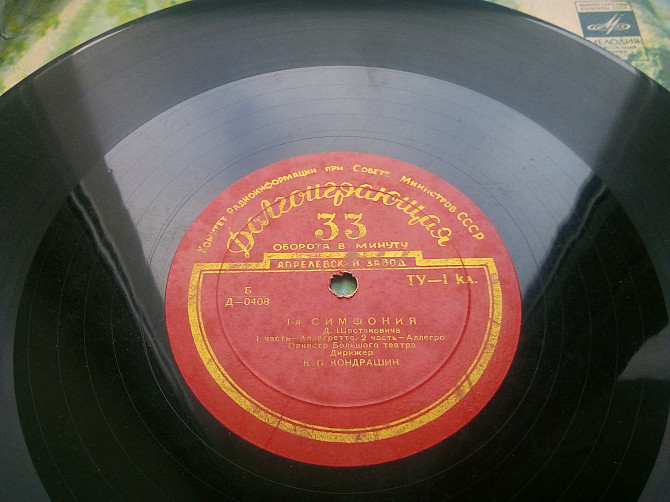 МЕЛОДИЯ
КОМИТЕТ РАДИОИНФОРМАЦИИ ПРИ СОВЕТЕ МИНИСТРОВ СССР
Долгоиграющая
33
ОБОРОТА В МИНУТУ
АПРЕЛЕВСКИЙ ЗАВОД
Б
Д—0408
ТУ—1 кл.
1-я СИМФОНИЯ
Д. Шостаковича
1 часть—Аллегретто, 2 часть—Аллегро
Оркестр Большого театра
Дирижер
К. П. КОНДРАШИН